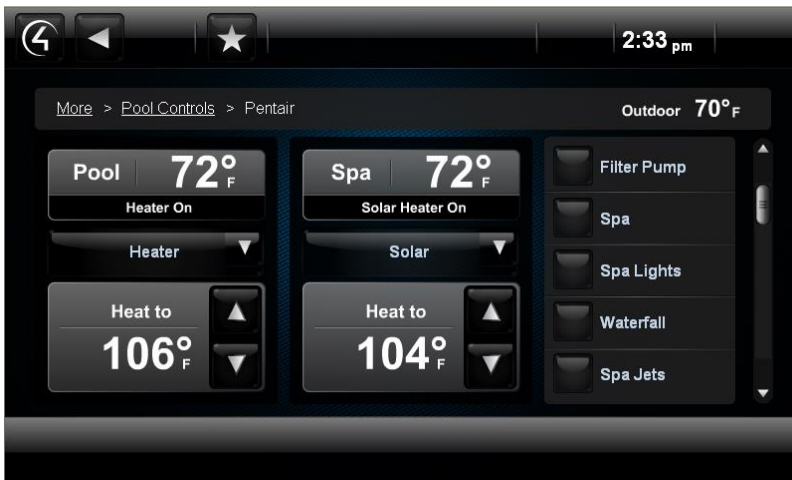 2:33 pm
More > Pool Controls > Pentair
Outdoor 70°F
Pool 72°F
Heater On
Heater
Heat to
106°F
Spa 72°F
Solar Heater On
Solar
Heat to
104°F
Filter Pump
Spa
Spa Lights
Waterfall
Spa Jets